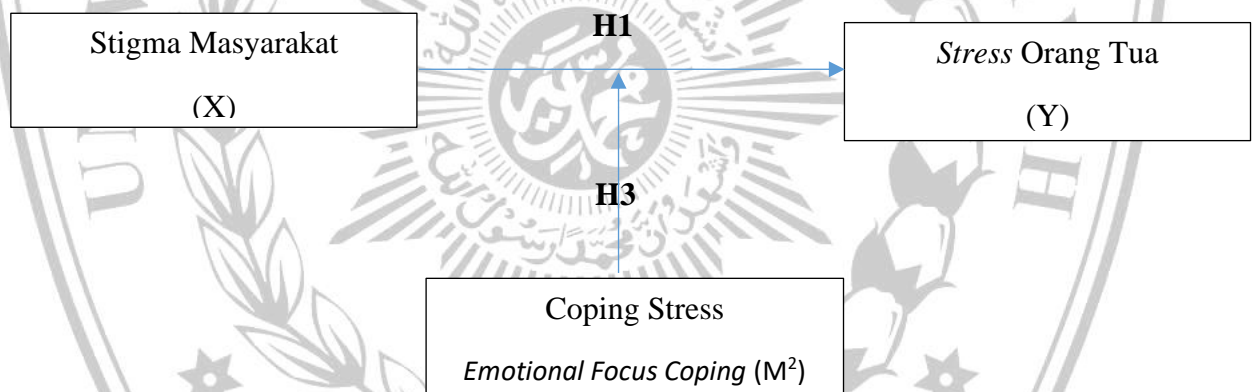 H1
Stigma Masyarakat
(X)
Stress Orang Tua
(Y)
H3
Coping Stress
Emotional Focus Coping (M²)
U
H